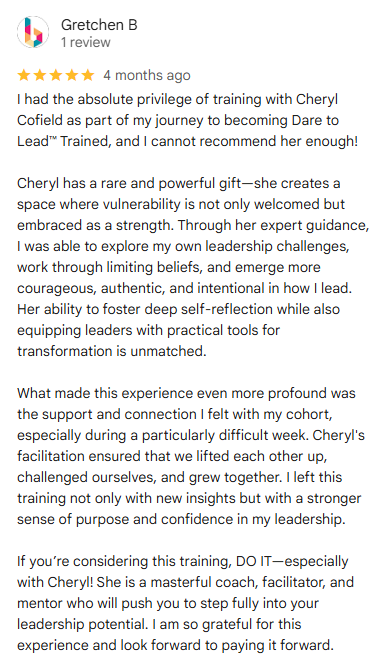 Gretchen B
1 review
4 months ago
I had the absolute privilege of training with Cheryl
Cofield as part of my journey to becoming Dare to
Lead™ Trained, and I cannot recommend her enough!
Cheryl has a rare and powerful gift—she creates a
space where vulnerability is not only welcomed but
embraced as a strength. Through her expert guidance,
I was able to explore my own leadership challenges,
work through limiting beliefs, and emerge more
courageous, authentic, and intentional in how I lead.
Her ability to foster deep self-reflection while also
equipping leaders with practical tools for
transformation is unmatched.
What made this experience even more profound was
the support and connection I felt with my cohort,
especially during a particularly difficult week. Cheryl's
facilitation ensured that we lifted each other up,
challenged ourselves, and grew together. I left this
training not only with new insights but with a stronger
sense of purpose and confidence in my leadership.
If you’re considering this training, DO IT—especially
with Cheryl! She is a masterful coach, facilitator, and
mentor who will push you to step fully into your
leadership potential. I am so grateful for this
experience and look forward to paying it forward.